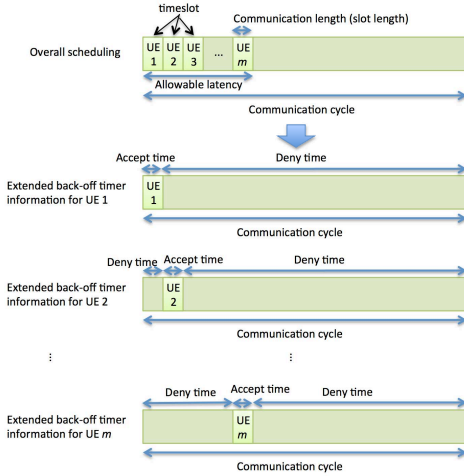 timeslot
Communication length (slot length)
Overall scheduling
UE 1
UE 2
UE 3
...
UE m
Allowable latency
Communication cycle
Accept time
Deny time
Extended back-off timer
information for UE 1
UE 1
Communication cycle
Deny time
Accept time
Deny time
Extended back-off timer
information for UE 2
UE 2
Communication cycle
⋮
⋮
Deny time
Accept time
Deny time
Extended back-off timer
information for UE m
UE m
Communication cycle